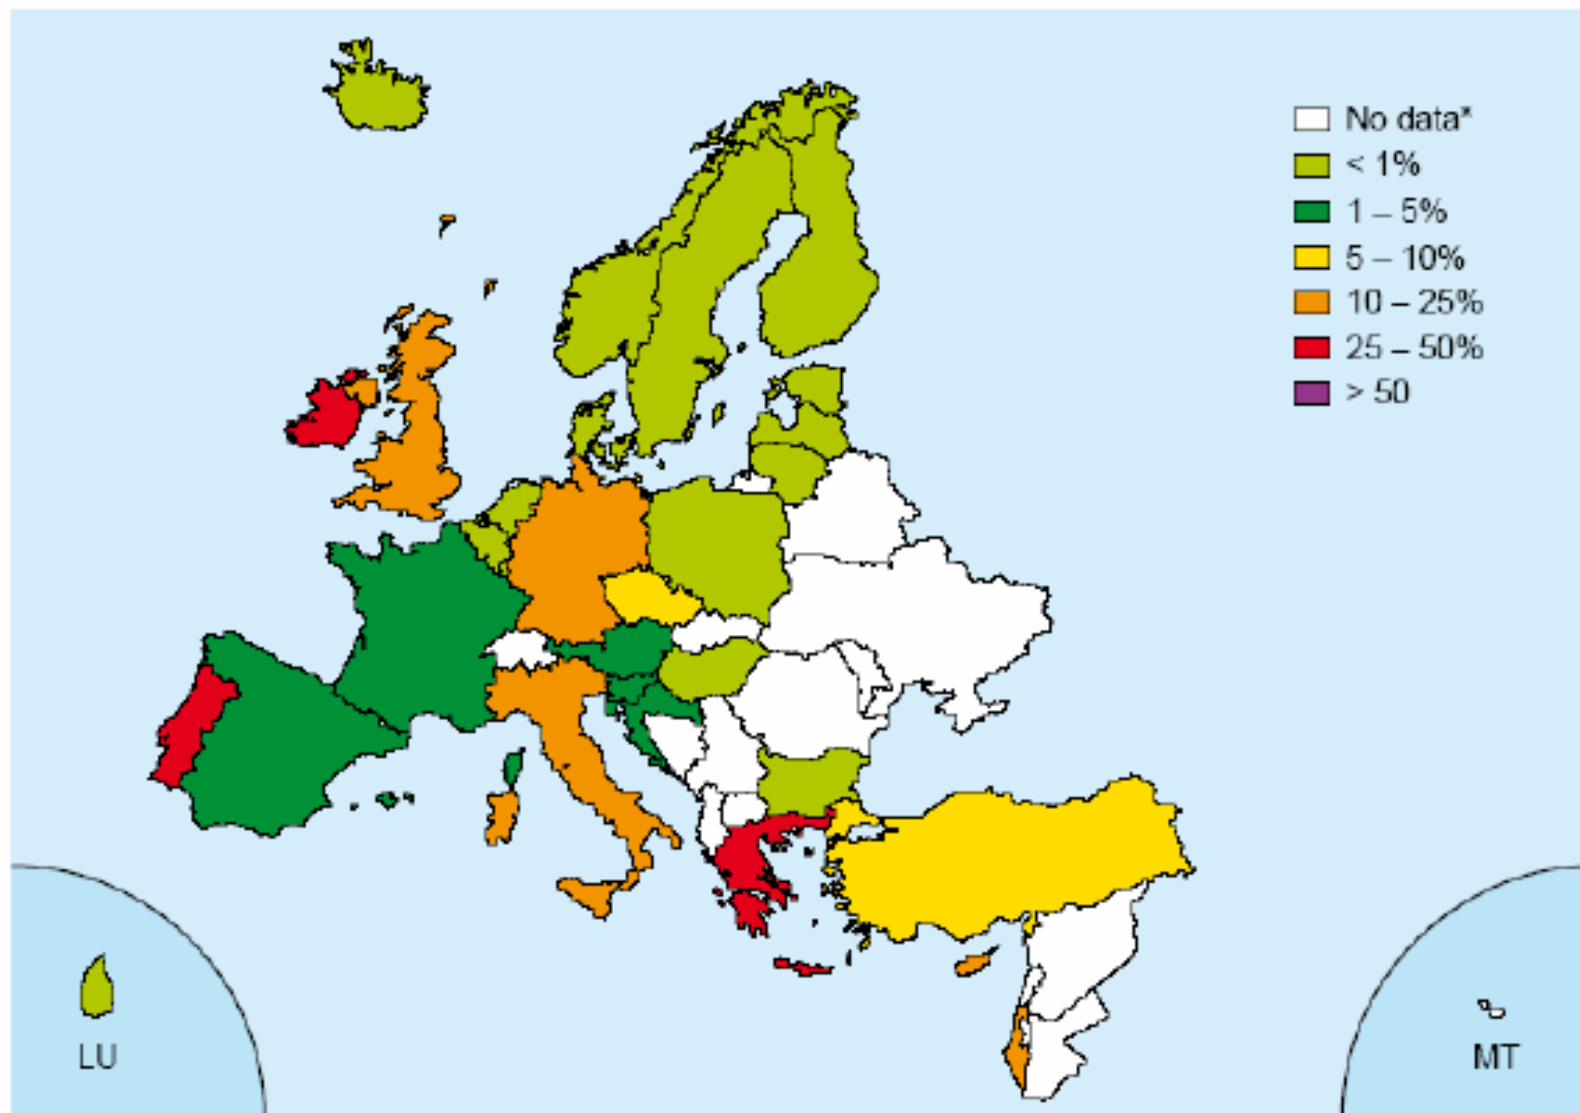 No data*
< 1%
1 – 5%
5 – 10%
10 – 25%
25 – 50%
> 50
LU
MT